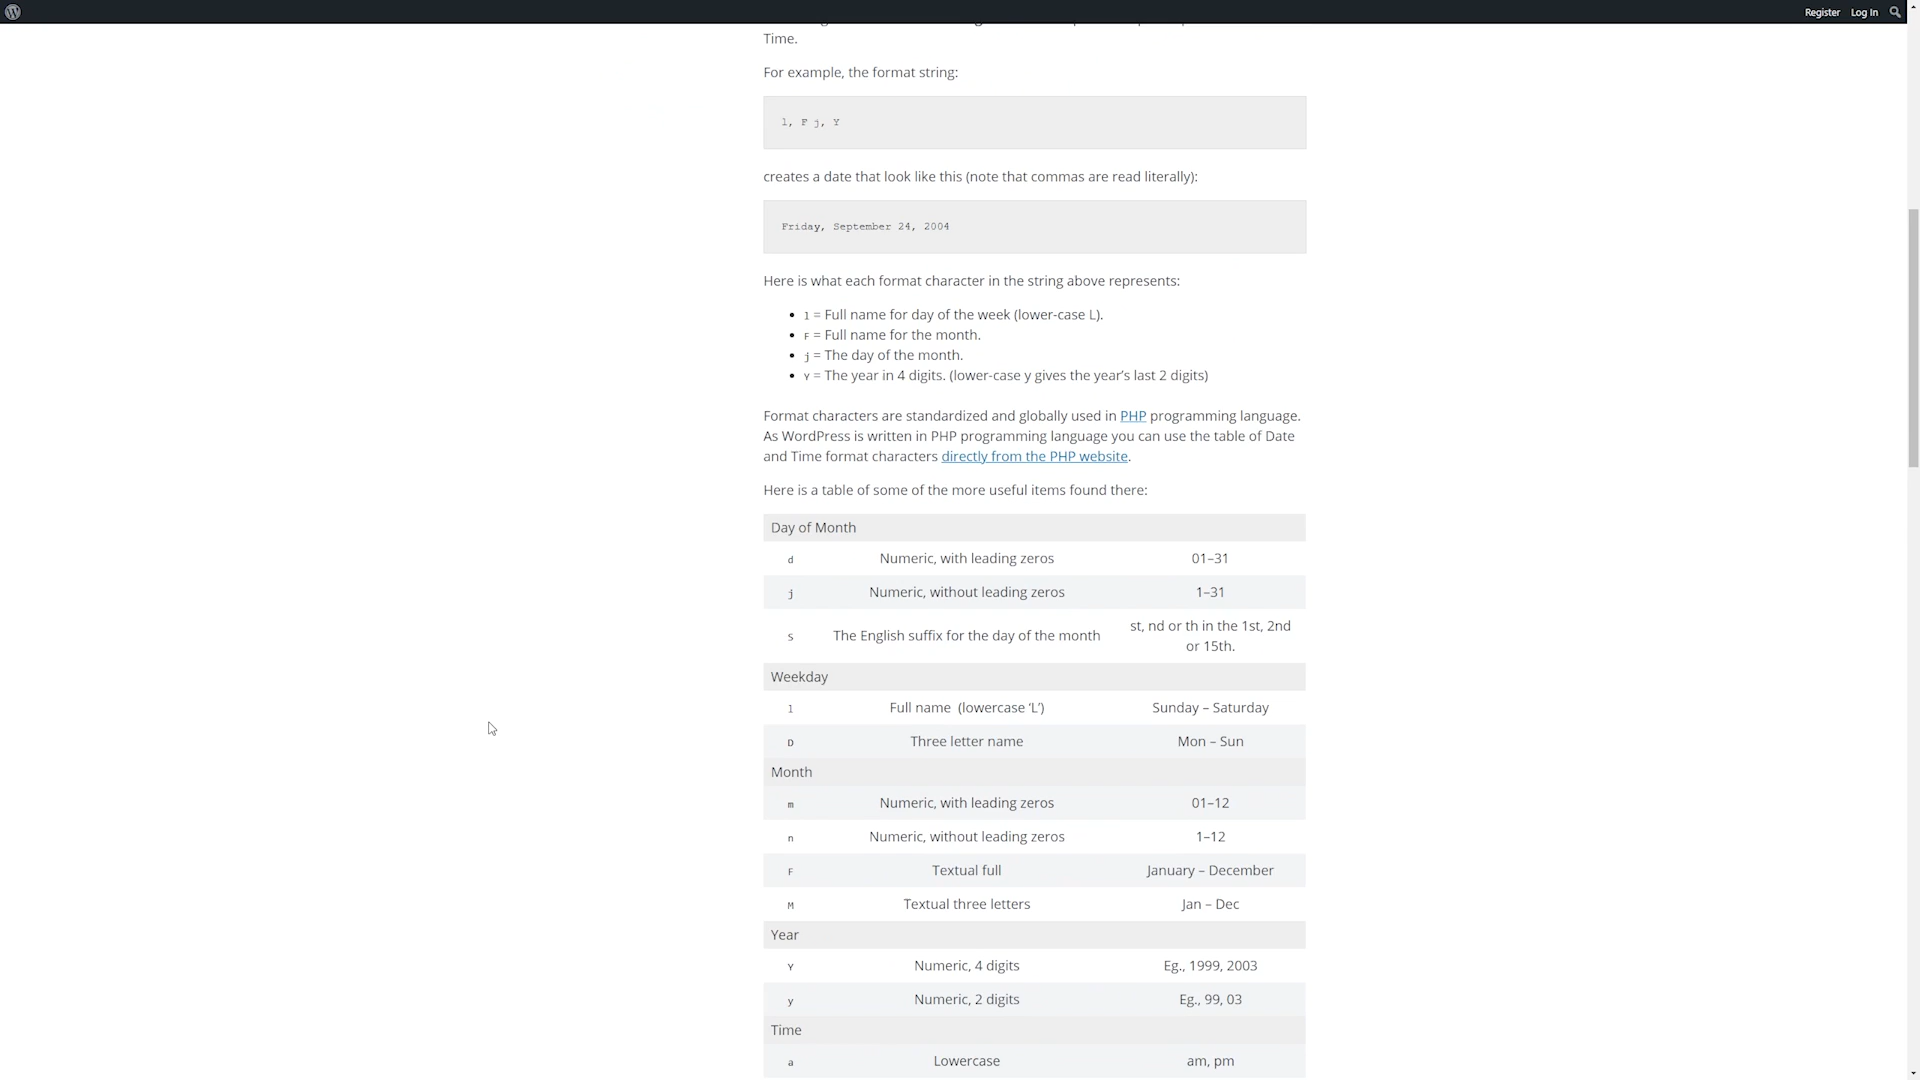 Register Log In
Time.
For example, the format string:
l, F j, Y
creates a date that look like this (note that commas are read literally):
Friday, September 24, 2004
Here is what each format character in the string above represents:
• l = Full name for day of the week (lower-case L).
• F = Full name for the month.
• j = The day of the month.
• Y = The year in 4 digits. (lower-case y gives the year’s last 2 digits)
Format characters are standardized and globally used in PHP programming language.
As WordPress is written in PHP programming language you can use the table of Date
and Time format characters directly from the PHP website.
Here is a table of some of the more useful items found there:
Day of Month
d Numeric, with leading zeros 01–31
j Numeric, without leading zeros 1–31
S The English suffix for the day of the month st, nd or th in the 1st, 2nd
or 15th.
Weekday
l Full name (lowercase ‘L’) Sunday – Saturday
D Three letter name Mon – Sun
Month
m Numeric, with leading zeros 01–12
n Numeric, without leading zeros 1–12
F Textual full January – December
M Textual three letters Jan – Dec
Year
Y Numeric, 4 digits Eg., 1999, 2003
y Numeric, 2 digits Eg., 99, 03
Time
a Lowercase am, pm